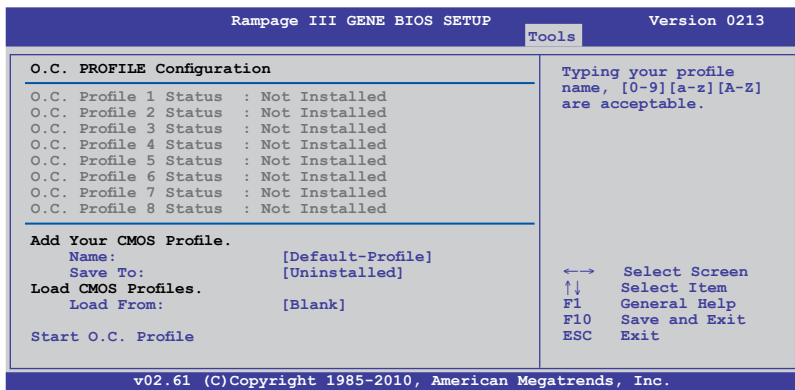 Rampage III GENE BIOS SETUP Version 0213
Tools
O.C. PROFILE Configuration
O.C. Profile 1 Status : Not Installed
O.C. Profile 2 Status : Not Installed
O.C. Profile 3 Status : Not Installed
O.C. Profile 4 Status : Not Installed
O.C. Profile 5 Status : Not Installed
O.C. Profile 6 Status : Not Installed
O.C. Profile 7 Status : Not Installed
O.C. Profile 8 Status : Not Installed
Add Your CMOS Profile.
Name: [Default-Profile]
Save To: [Uninstalled]
Load CMOS Profiles.
Load From: [Blank]
Start O.C. Profile
Typing your profile
name, [0-9][a-z][A-Z]
are acceptable.
←→ Select Screen
↑↓ Select Item
F1 General Help
F10 Save and Exit
ESC Exit
v02.61 (C)Copyright 1985-2010, American Megatrends, Inc.